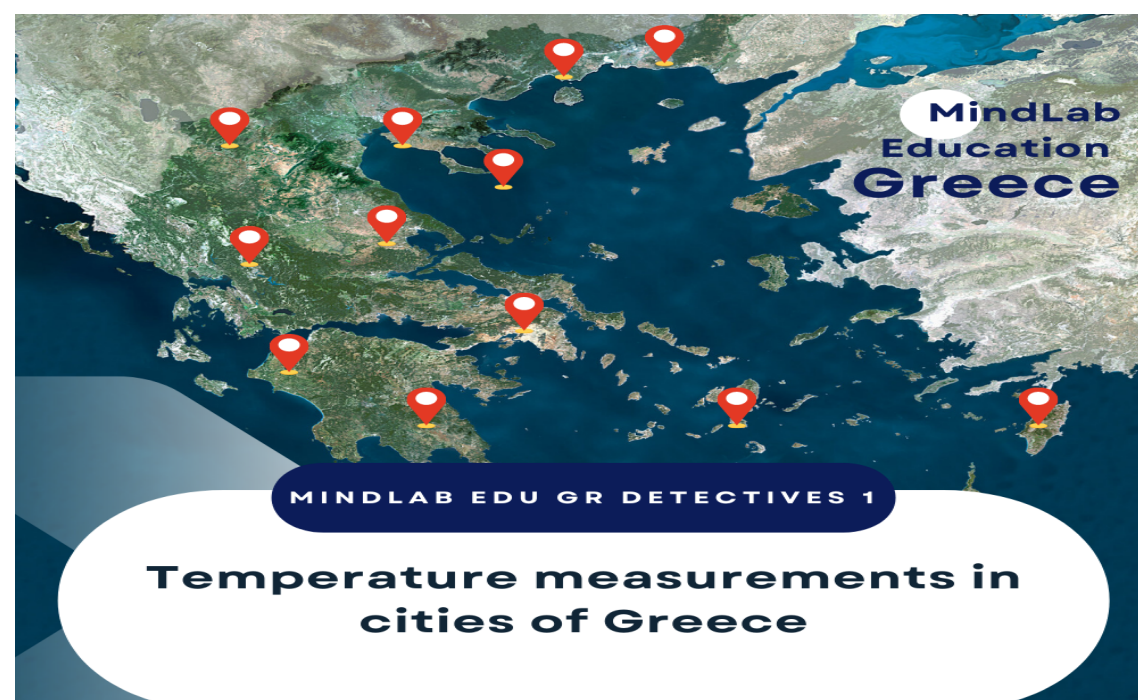 MindLab
Education
Greece
MINDLAB EDU GR DETECTIVES 1
Temperature measurements in
cities of Greece